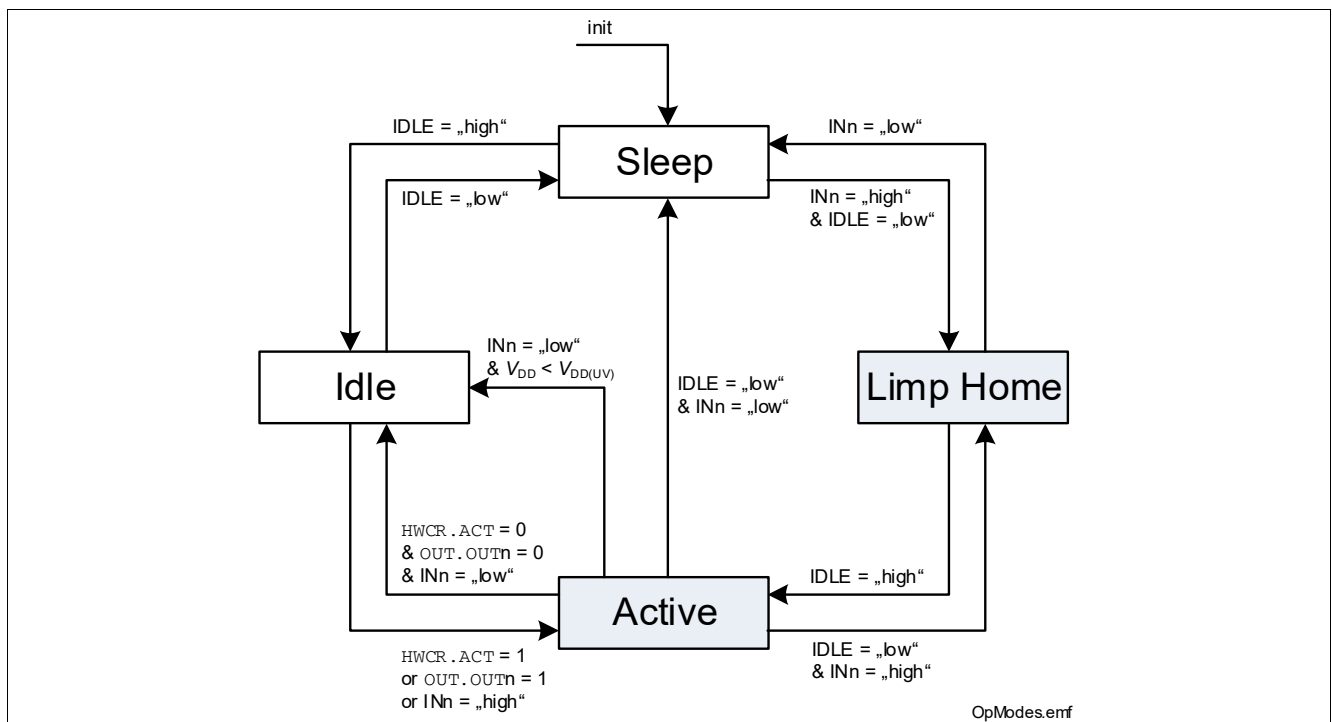 init
IDLE = „high“
INn = „low“
Sleep
IDLE = „low“
INn = „high“
& IDLE = „low“
INn = „low“
& VDD < VDD(UV)
Idle
IDLE = „low“
& INn = „low“
Limp Home
HWCR.ACT = 0
& OUT.OUTn = 0
& INn = „low“
IDLE = „high“
Active
HWCR.ACT = 1
or OUT.OUTn = 1
or INn = „high“
IDLE = „low“
& INn = „high“
OpModes.emf